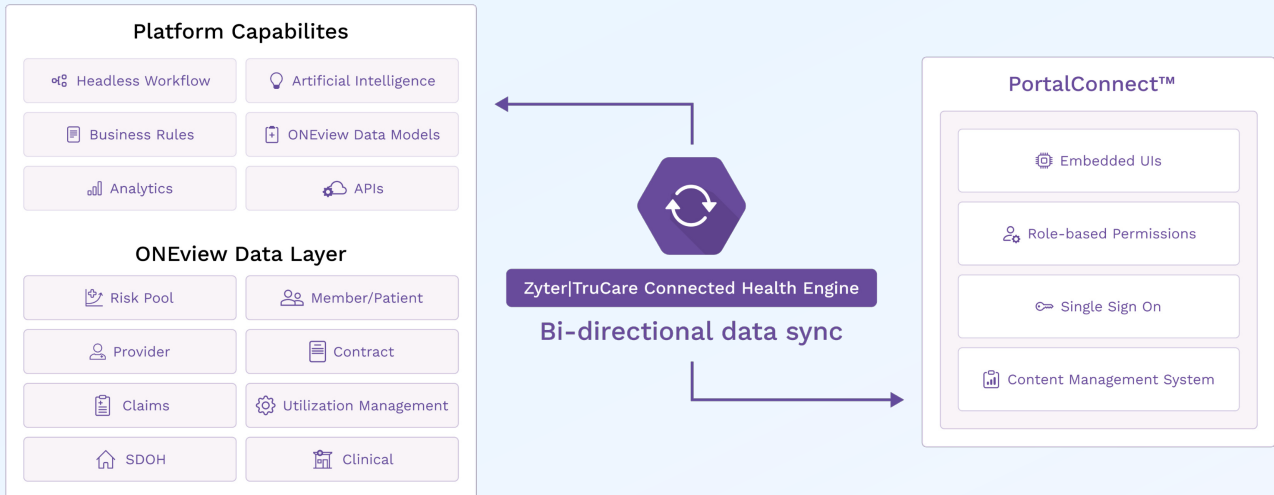 Platform Capabilites
Headless Workflow
Artificial Intelligence
Business Rules
ONEview Data Models
Analytics
APIs
ONEview Data Layer
Risk Pool
Member/Patient
Provider
Contract
Claims
Utilization Management
SDOH
Clinical
Zyter|TruCare Connected Health Engine
Bi-directional data sync
PortalConnect™
Embedded UIs
Role-based Permissions
Single Sign On
Content Management System